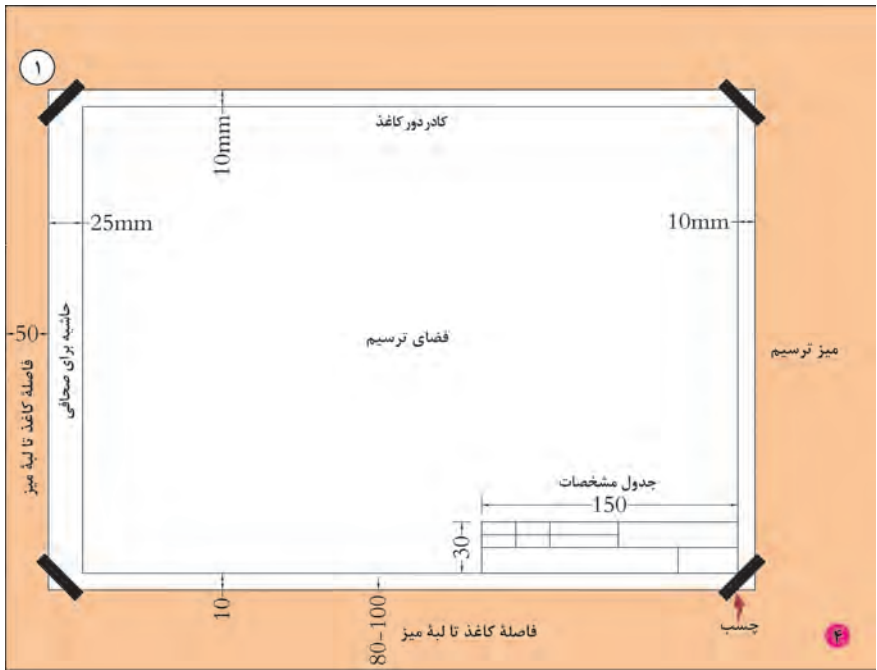 ۱
کادر دور کاغذ
10mm
25mm
10mm
حاشیه برای صحافی
فضای ترسیم
50
فاصلهٔ کاغذ تا لبهٔ میز
میز ترسیم
جدول مشخصات
150
30
10
80-100
فاصلهٔ کاغذ تا لبهٔ میز
چسب
۴